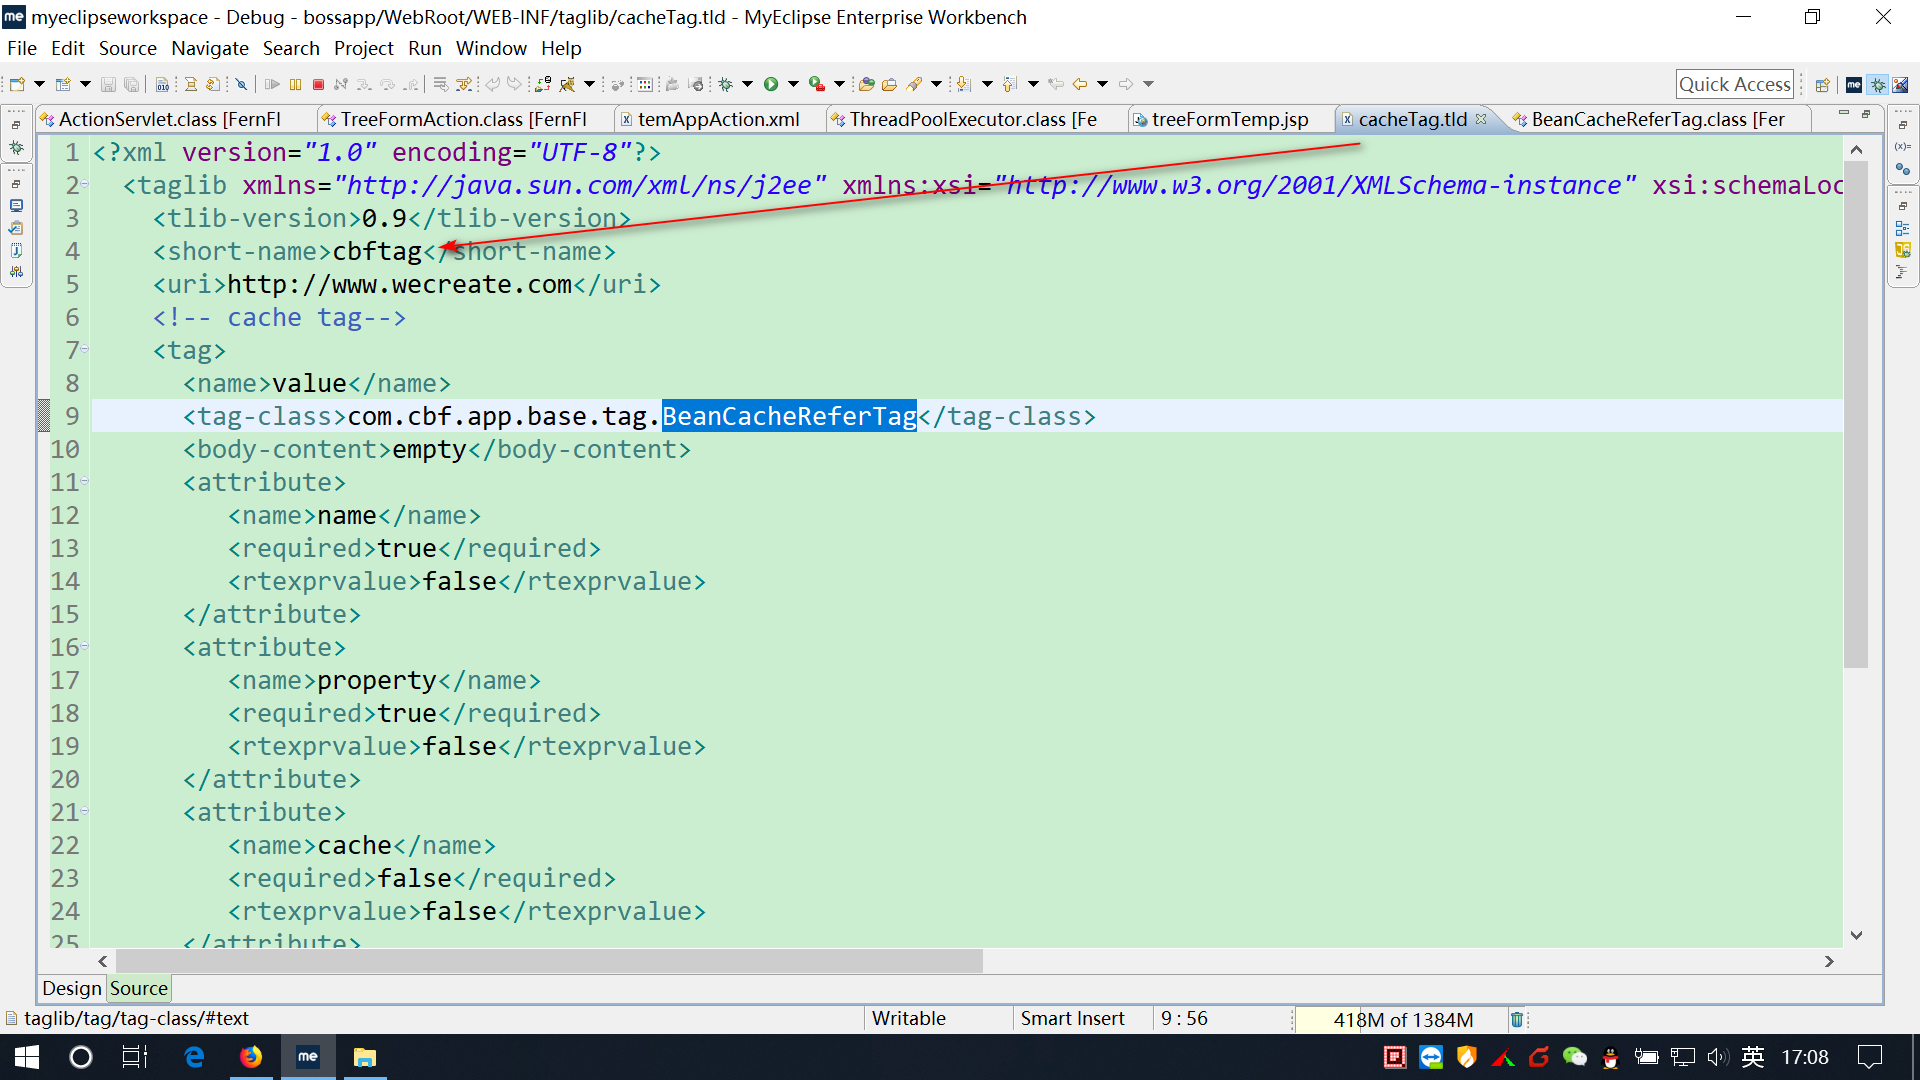 me myeclipseworkspace - Debug - bossapp/WebRoot/WEB-INF/taglib/cacheTag.tld - MyEclipse Enterprise Workbench
File Edit Source Navigate Search Project Run Window Help
Quick Access
me
ActionServlet.class [FernFl
TreeFormAction.class [FernFl
temAppAction.xml
ThreadPoolExecutor.class [Fe
treeFormTemp.jsp
cacheTag.tld
BeanCacheReferTag.class [Fer
1 <?xml version="1.0" encoding="UTF-8"?>
2 <taglib xmlns="http://java.sun.com/xml/ns/j2ee" xmlns:xsi="http://www.w3.org/2001/XMLSchema-instance" xsi:schemaLoc
3 <tlib-version>0.9</tlib-version>
4 <short-name>cbftag</short-name>
5 <uri>http://www.wecreate.com</uri>
6 <!-- cache tag-->
7 <tag>
8 <name>value</name>
9 <tag-class>com.cbf.app.base.tag.BeanCacheReferTag</tag-class>
10 <body-content>empty</body-content>
11 <attribute>
12 <name>name</name>
13 <required>true</required>
14 <rtexprvalue>false</rtexprvalue>
15 </attribute>
16 <attribute>
17 <name>property</name>
18 <required>true</required>
19 <rtexprvalue>false</rtexprvalue>
20 </attribute>
21 <attribute>
22 <name>cache</name>
23 <required>false</required>
24 <rtexprvalue>false</rtexprvalue>
25 </attribute>
Design Source
taglib/tag/tag-class/#text
Writable
Smart Insert
9 : 56
418M of 1384M
me
英
17:08